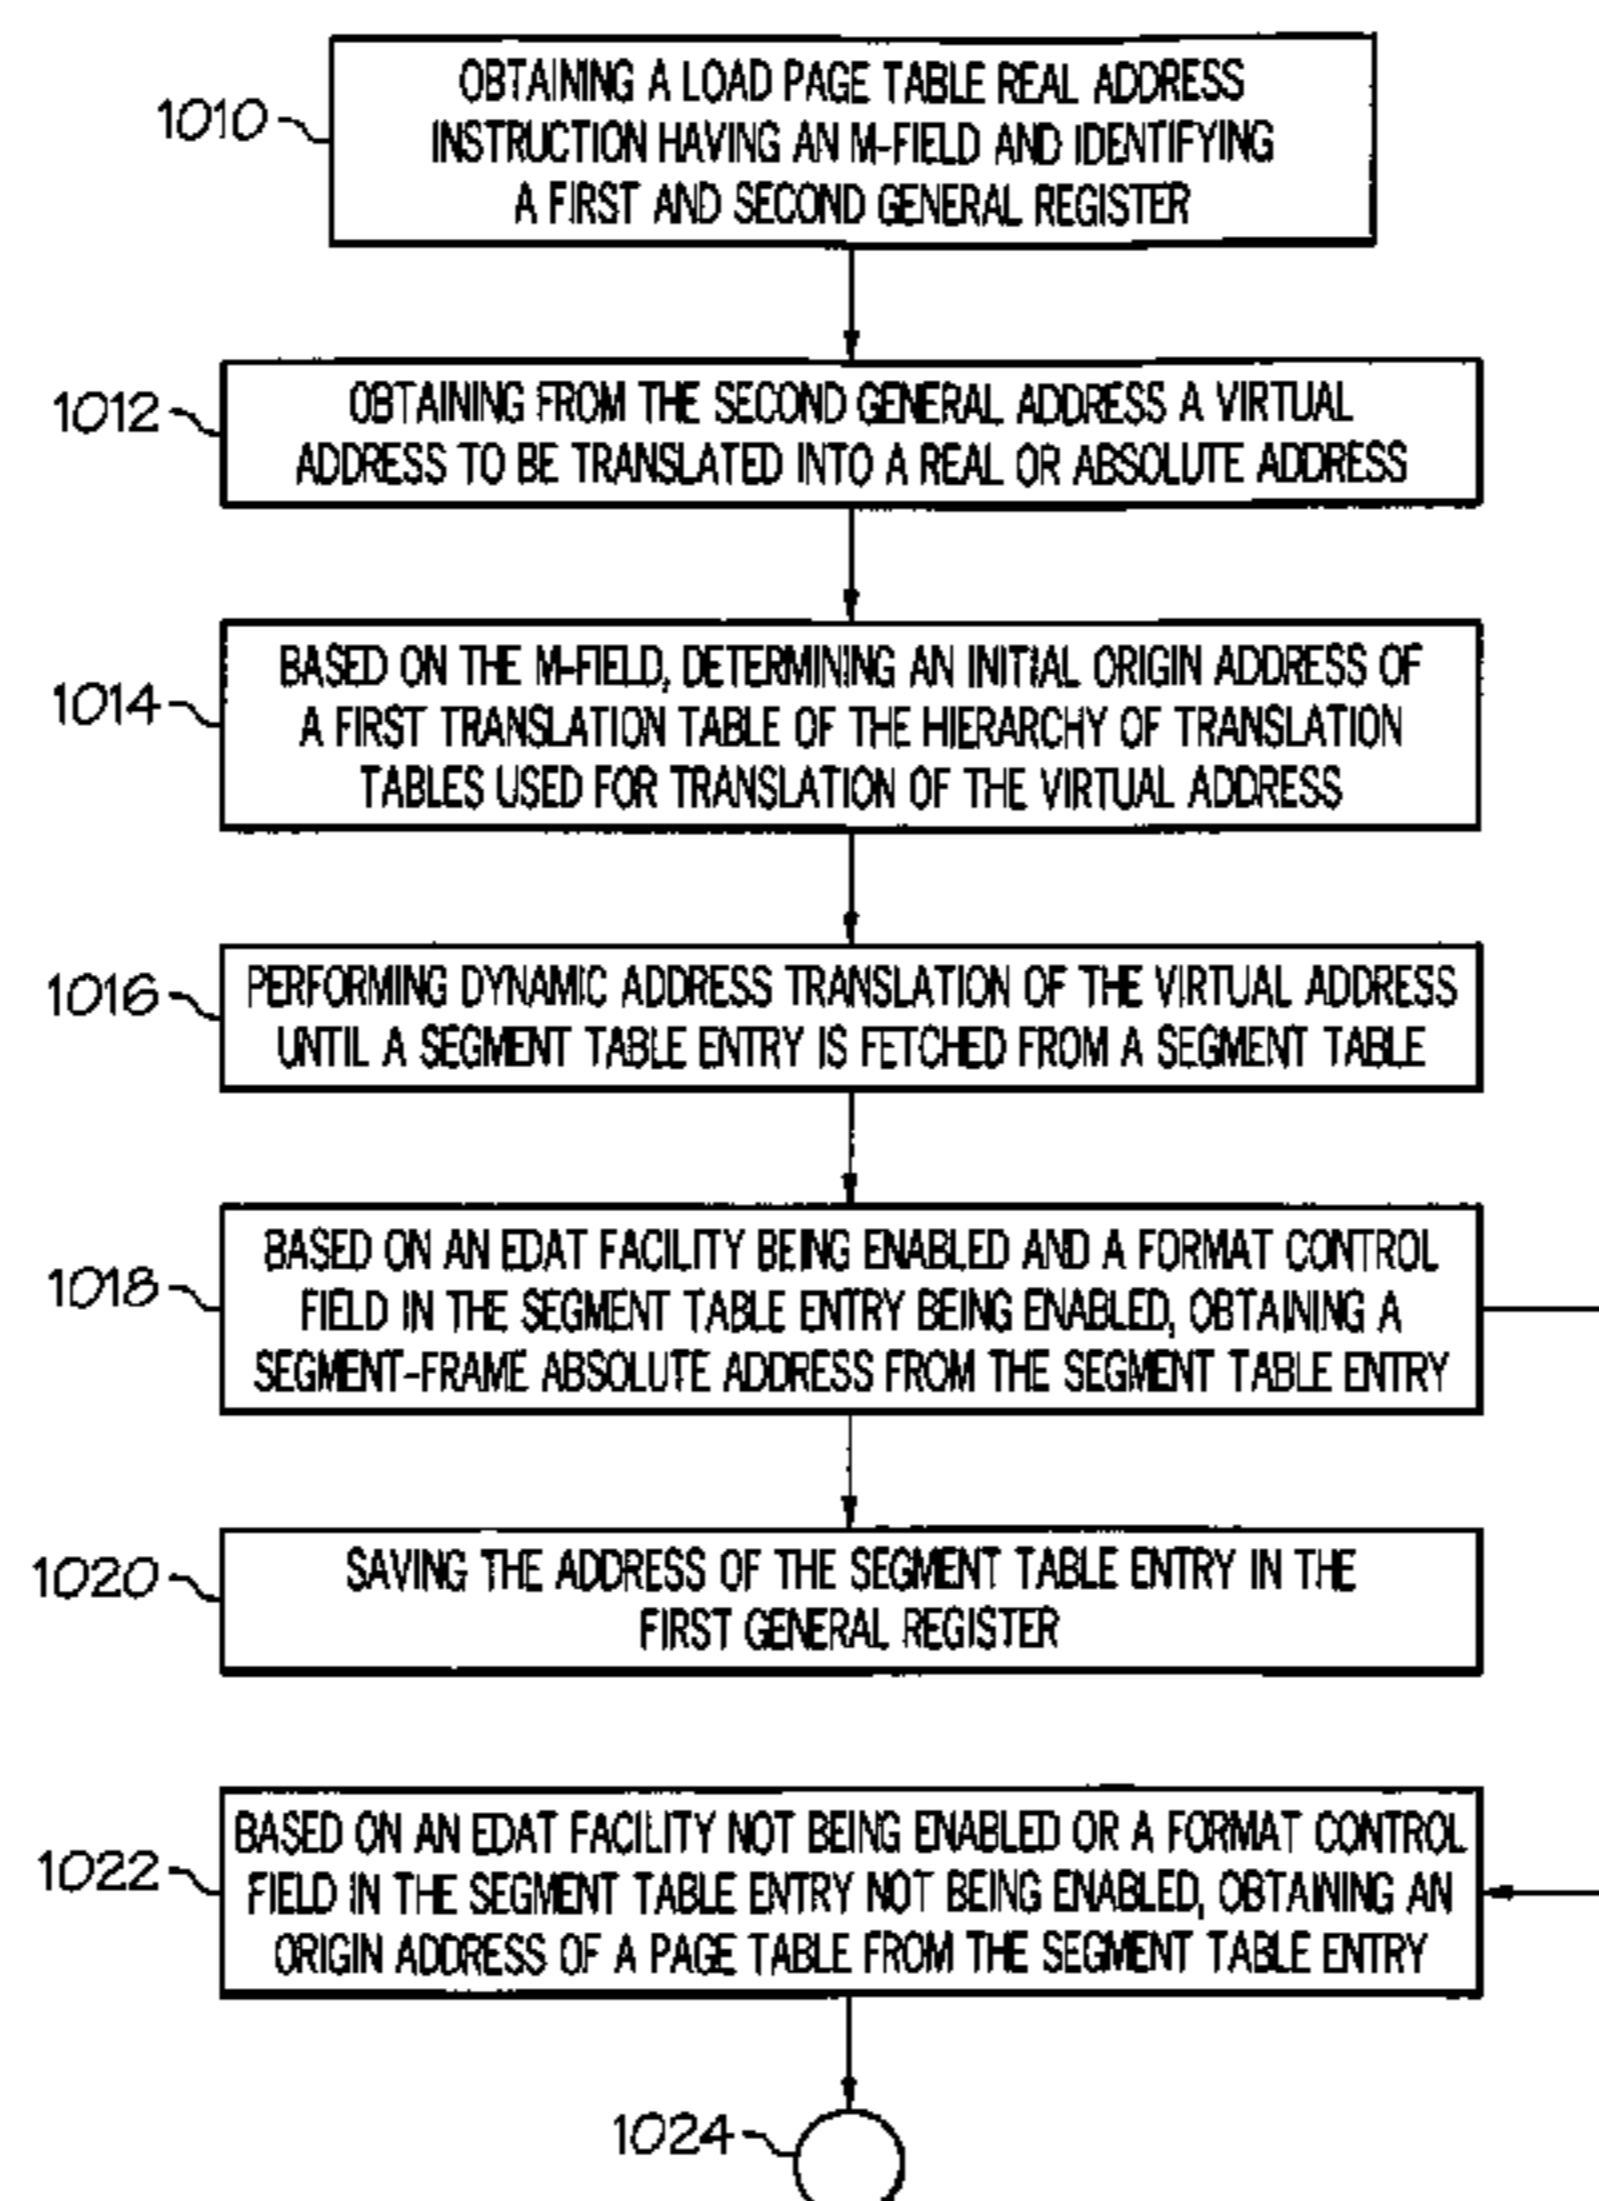 1010
OBTAINING A LOAD PAGE TABLE REAL ADDRESS
INSTRUCTION HAVING AN M-FIELD AND IDENTIFYING
A FIRST AND SECOND GENERAL REGISTER
1012
OBTAINING FROM THE SECOND GENERAL ADDRESS A VIRTUAL
ADDRESS TO BE TRANSLATED INTO A REAL OR ABSOLUTE ADDRESS
1014
BASED ON THE M-FIELD, DETERMINING AN INITIAL ORIGIN ADDRESS OF
A FIRST TRANSLATION TABLE OF THE HIERARCHY OF TRANSLATION
TABLES USED FOR TRANSLATION OF THE VIRTUAL ADDRESS
1016
PERFORMING DYNAMIC ADDRESS TRANSLATION OF THE VIRTUAL ADDRESS
UNTIL A SEGMENT TABLE ENTRY IS FETCHED FROM A SEGMENT TABLE
1018
BASED ON AN EDAT FACILITY BEING ENABLED AND A FORMAT CONTROL
FIELD IN THE SEGMENT TABLE ENTRY BEING ENABLED, OBTAINING A
SEGMENT-FRAME ABSOLUTE ADDRESS FROM THE SEGMENT TABLE ENTRY
1020
SAVING THE ADDRESS OF THE SEGMENT TABLE ENTRY IN THE
FIRST GENERAL REGISTER
1022
BASED ON AN EDAT FACILITY NOT BEING ENABLED OR A FORMAT CONTROL
FIELD IN THE SEGMENT TABLE ENTRY NOT BEING ENABLED, OBTAINING AN
ORIGIN ADDRESS OF A PAGE TABLE FROM THE SEGMENT TABLE ENTRY
1024